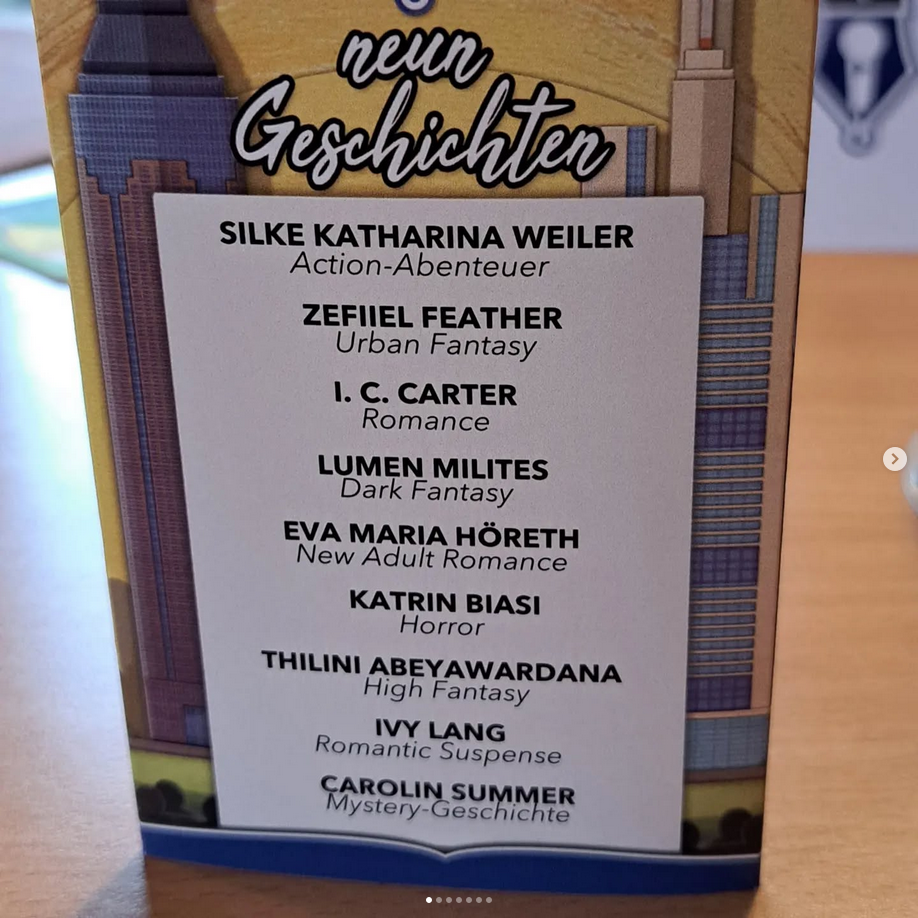 neun
Geschichten
SILKE KATHARINA WEILER
Action-Abenteuer
ZEFIIEL FEATHER
Urban Fantasy
I. C. CARTER
Romance
LUMEN MILITES
Dark Fantasy
EVA MARIA HÖRETH
New Adult Romance
KATRIN BIASI
Horror
THILINI ABEYAWARDANA
High Fantasy
IVY LANG
Romantic Suspense
CAROLIN SUMMER
Mystery-Geschichte